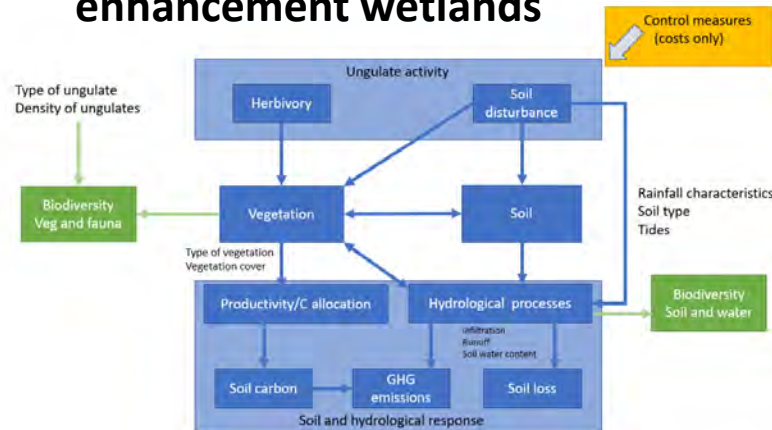 enhancement wetlands
Control measures
(costs only)
Ungulate activity
Type of ungulate
Density of ungulates
Herbivory
Soil
disturbance
Biodiversity
Veg and fauna
Vegetation
Soil
Rainfall characteristics
Soil type
Tides
Type of vegetation
Vegetation cover
Productivity/C allocation
Hydrological processes
Biodiversity
Soil and water
Infiltration
Runoff
Soil water content
Soil carbon
GHG
emissions
Soil loss
Soil and hydrological response